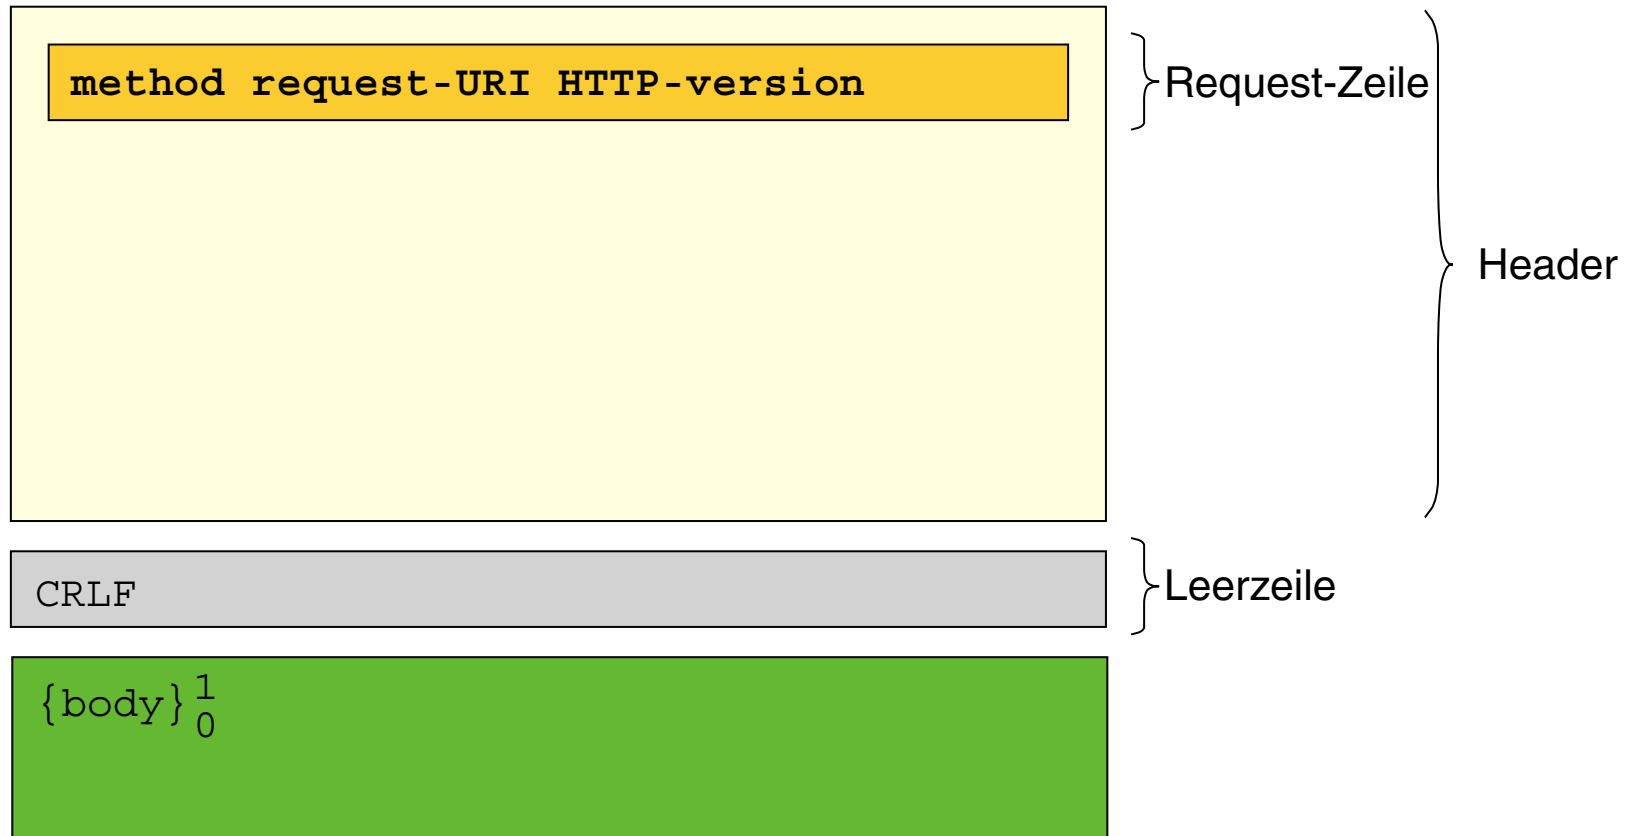 method request-URI HTTP-version
Request-Zeile
Header
CRLF
Leerzeile
{body}
1
0